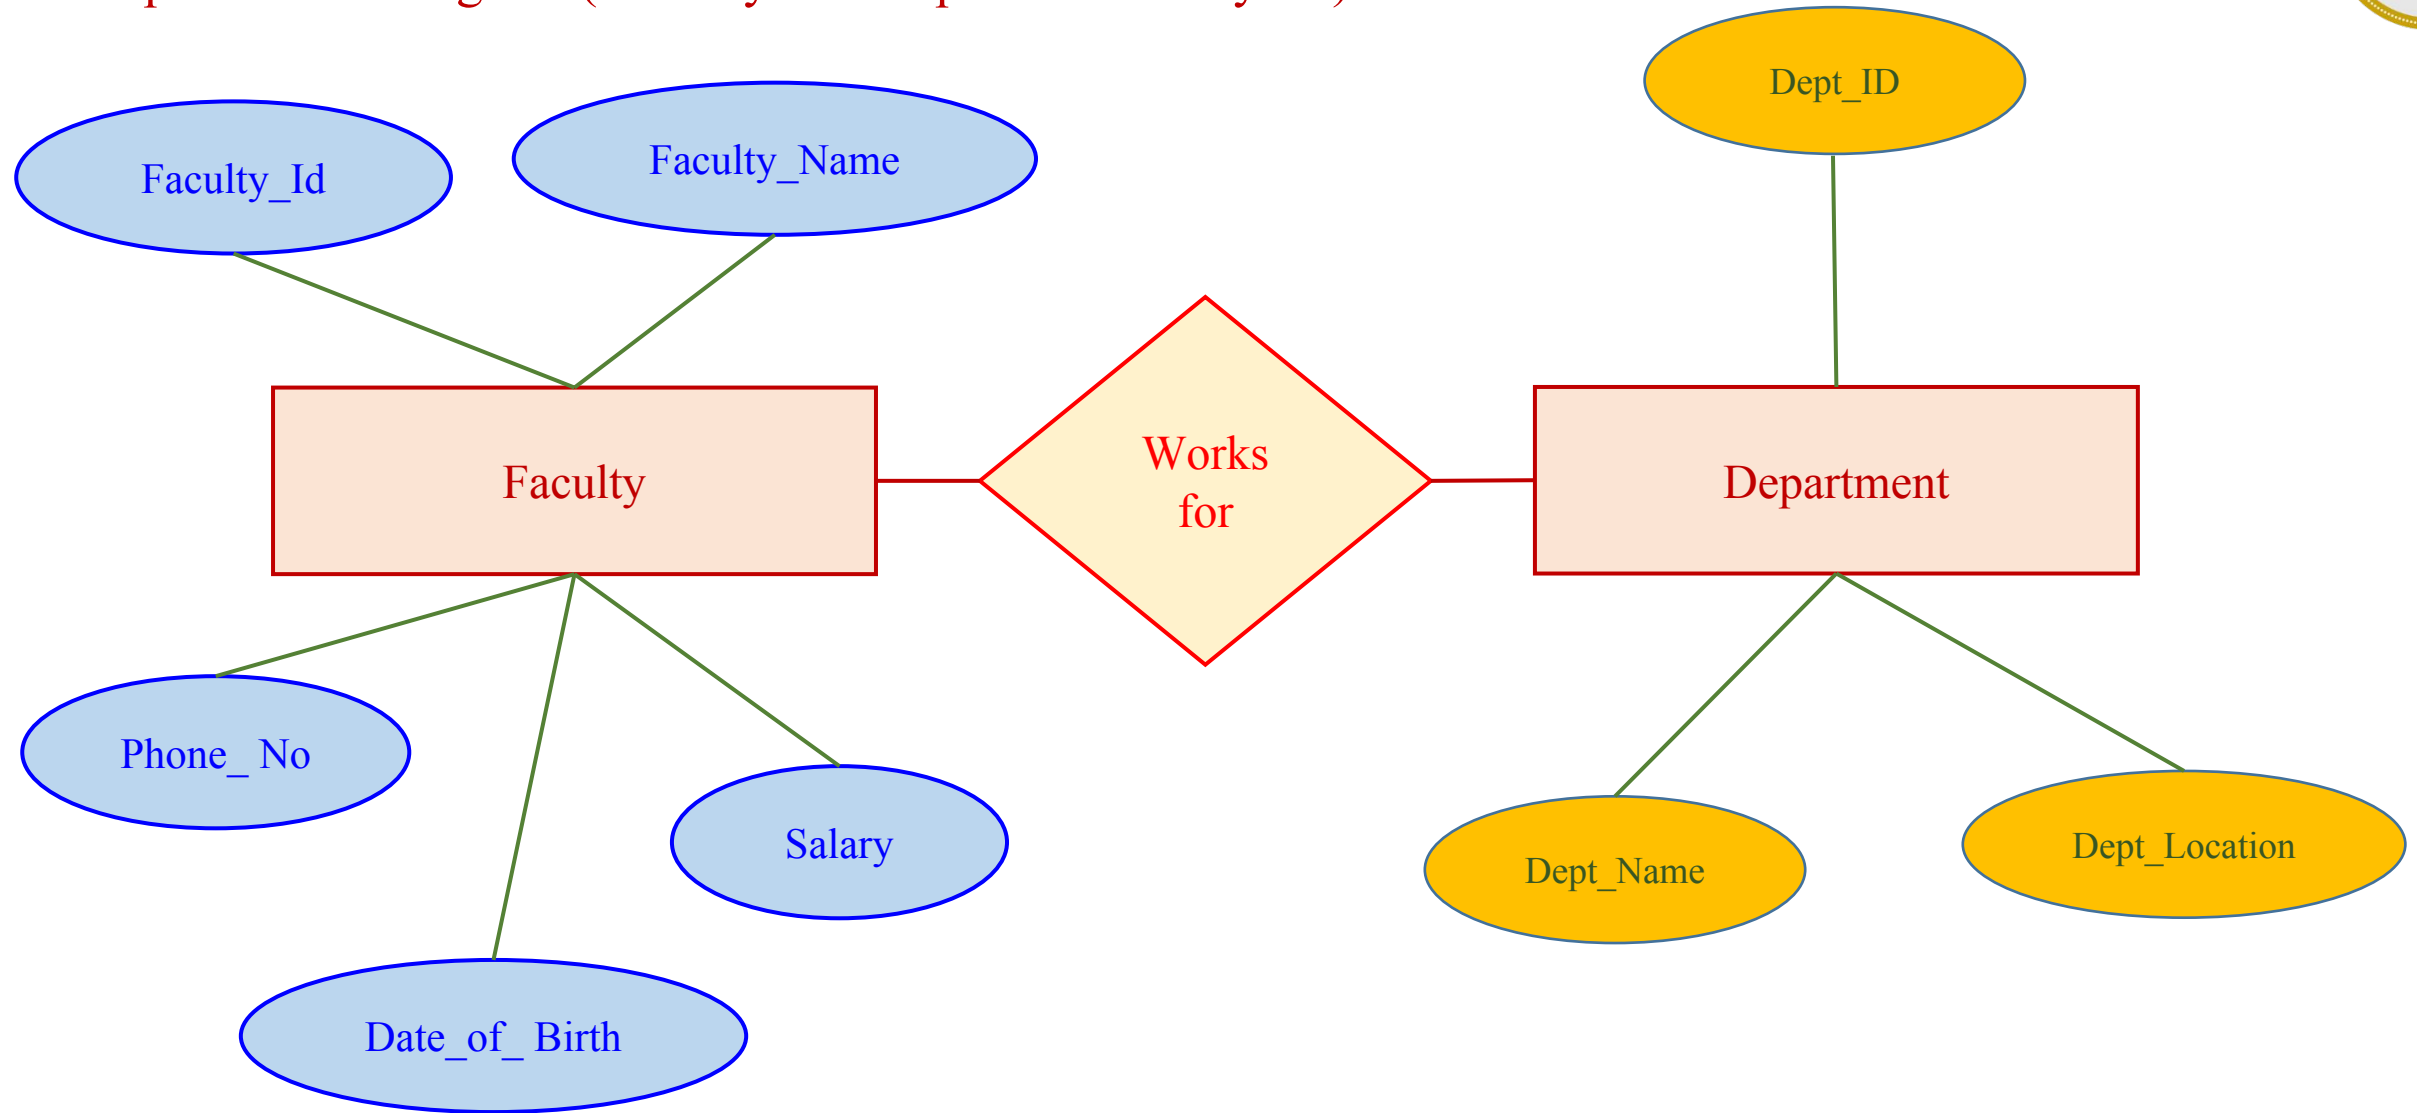 Dept_ID
Faculty_Id
Faculty_Name
Works
for
Faculty
Department
Phone_ No
Salary
Dept_Name
Dept_Location
Date_of_ Birth